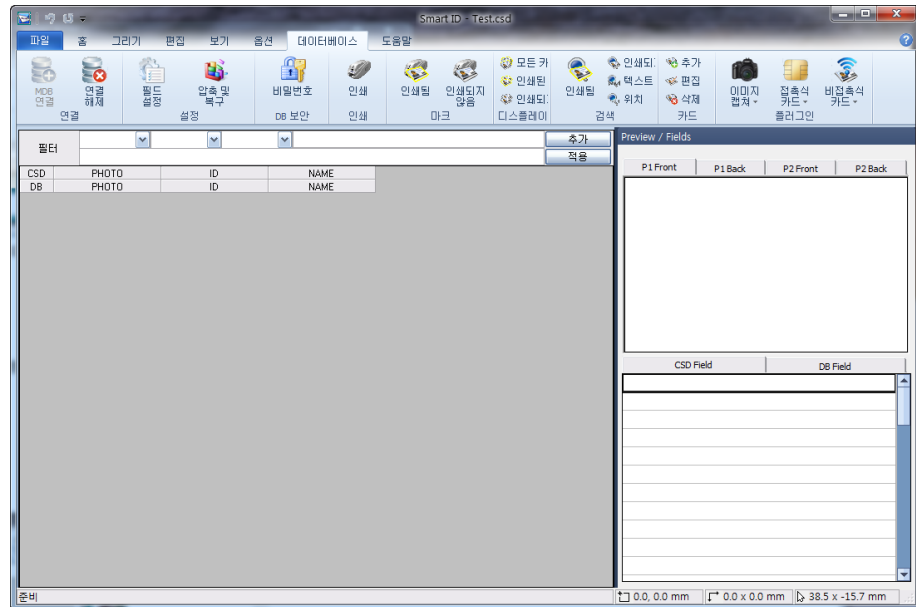 Smart ID - Test.csd
파일 홈 그리기 편집 보기 옵션 데이터베이스 도움말
MDB 연결
연결 해제
필드 설정
압축 및 복구
비밀번호
인쇄
인쇄됨
인쇄되지 않음
모든 카
인쇄된
인쇄되:
인쇄될
인쇄되:
텍스트
위치
추가
편집
삭제
이미지 캡쳐
접촉식 카드
비접촉식 카드
연결 설정 DB 보안 인쇄 마크 디스플레이 검색 카드 플러그인
필터
추가
적용
CSD PHOTO ID NAME
DB PHOTO ID NAME
Preview / Fields
P1 Front P1 Back P2 Front P2 Back
CSD Field DB Field
준비
0.0, 0.0 mm 0.0 x 0.0 mm 38.5 x -15.7 mm